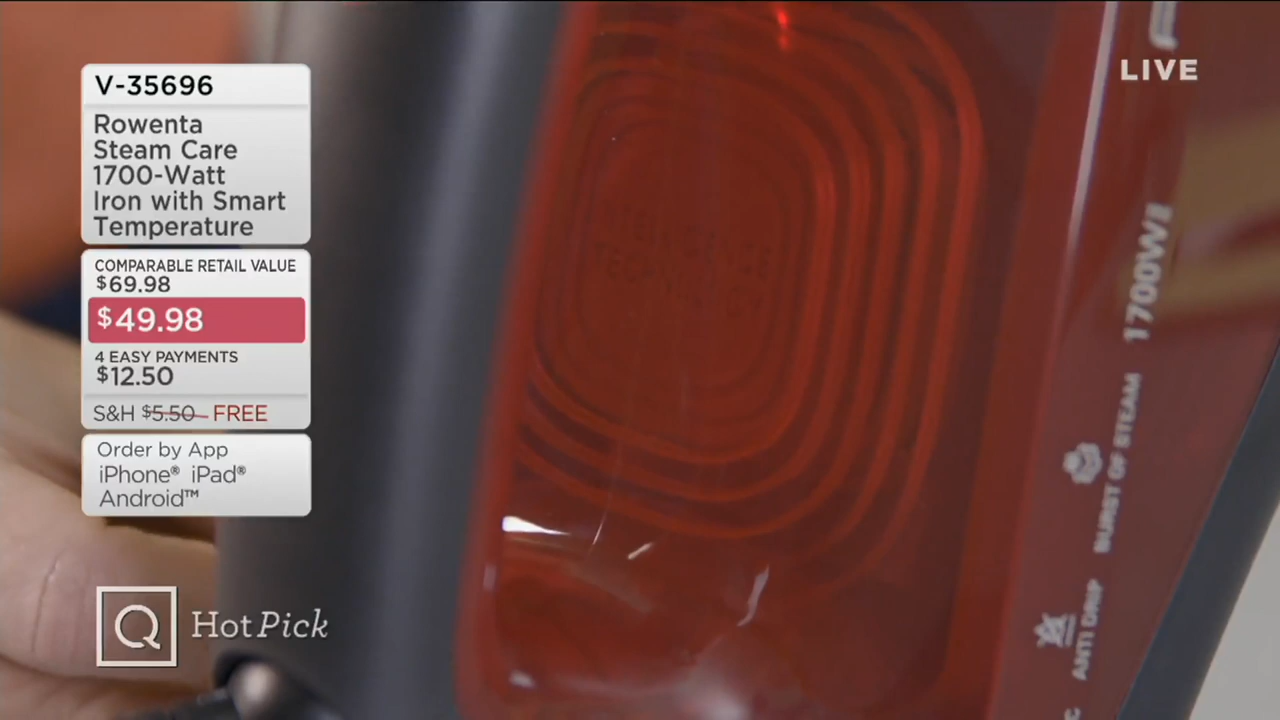 V-35696
Rowenta
Steam Care
1700-Watt
Iron with Smart
Temperature
COMPARABLE RETAIL VALUE
$69.98
$49.98
4 EASY PAYMENTS
$12.50
S&H $5.50 FREE
Order by App
iPhone® iPad®
Android™
Q HotPick
LIVE
1700W
BURST OF STEAM
ANTI DRIP